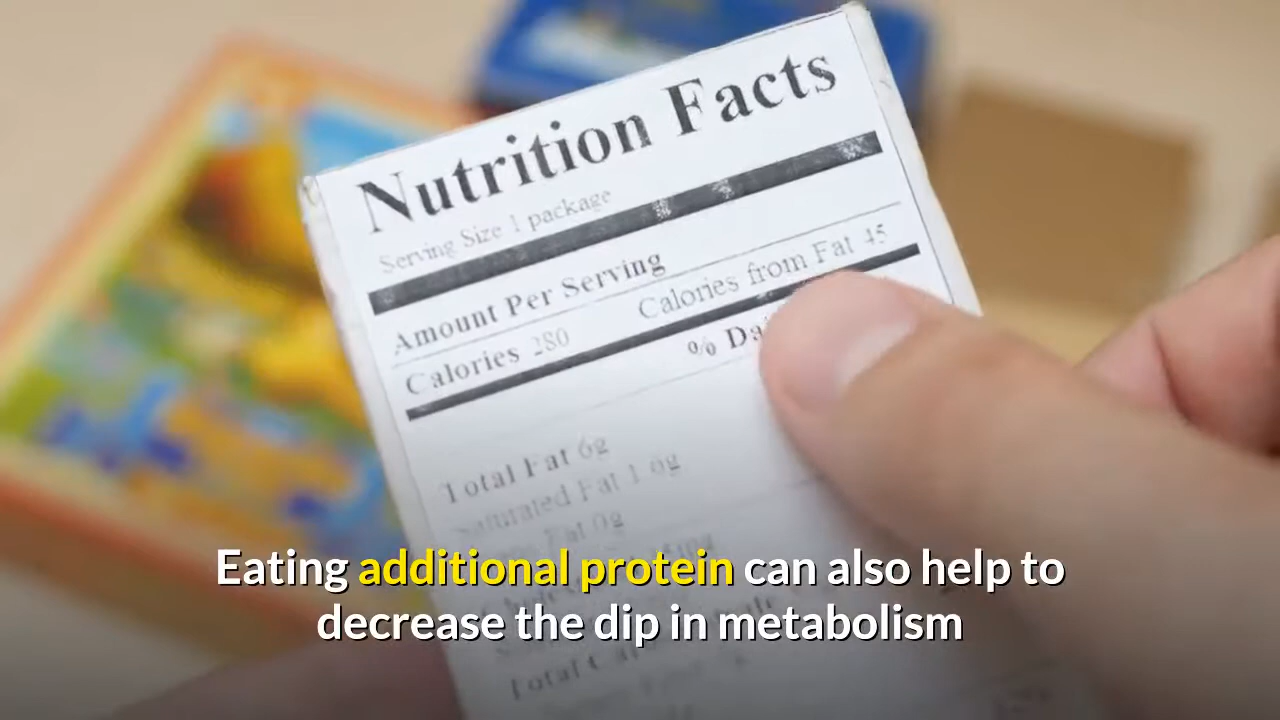 Nutrition Facts
Serving Size 1 package
Amount Per Serving
Calories 280 Calories from Fat 45
% Da
Total Fat 6g
Saturated Fat 1
Fat 0g
Eating additional protein can also help to
decrease the dip in metabolism